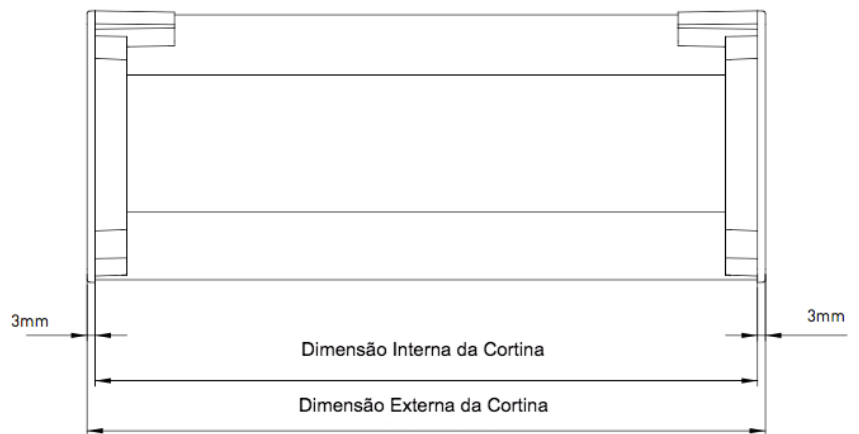 3mm
3mm
Dimensão Interna da Cortina
Dimensão Externa da Cortina